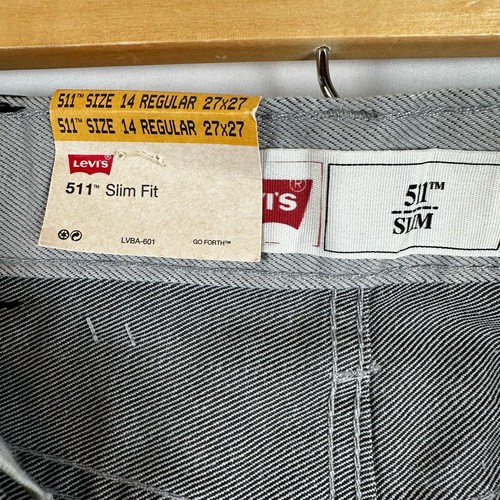 511™ SIZE 14 REGULAR 27x27
511™ SIZE 14 REGULAR 27x27
LEVI'S
511™ Slim Fit
LVBA-601 GO FORTH™
VI'S ®
511™
SLIM